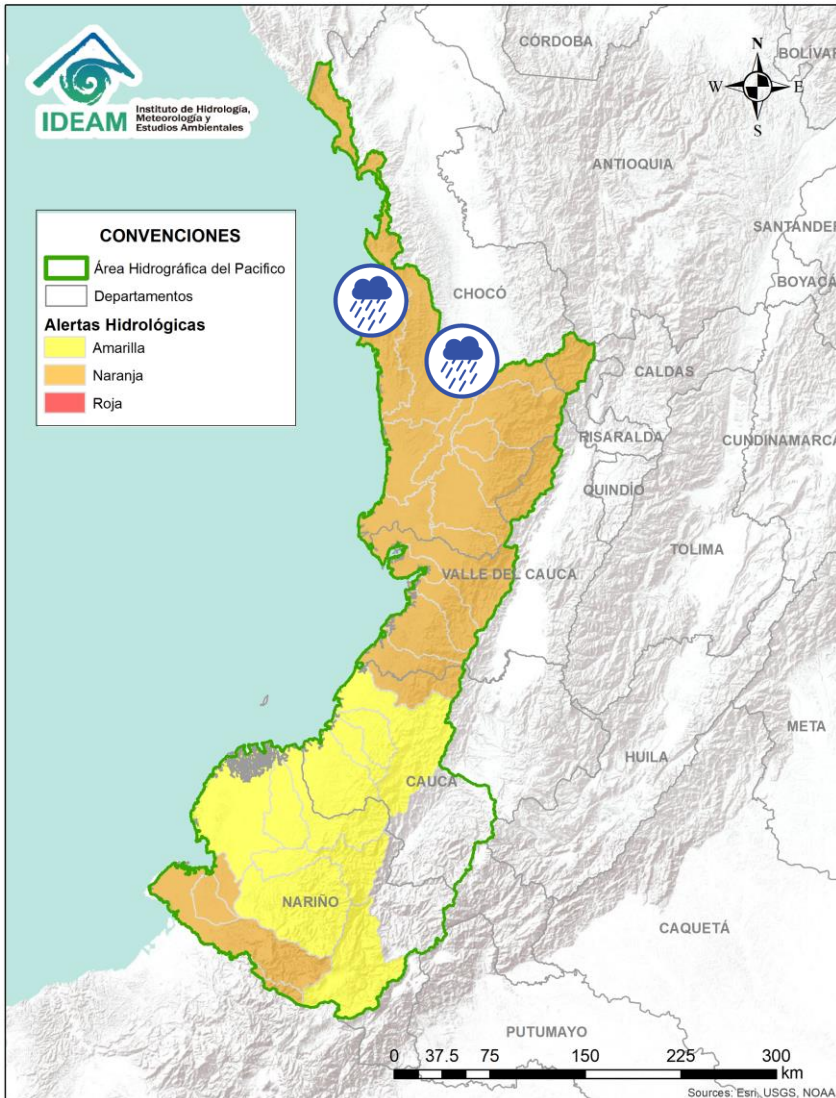 CÓRDOBA
BOLÍVAR
N
W
E
S
IDEAM
Instituto de Hidrología,
Meteorología y
Estudios Ambientales
ANTIOQUIA
SANTANDER
CONVENCIONES
Área Hidrográfica del Pacifico
Departamentos
Alertas Hidrológicas
Amarilla
Naranja
Roja
BOYACÁ
CHOCÓ
CALDAS
RISARALDA
CUNDINAMARCA
QUINDÍO
TOLIMA
VALLE DEL CAUCA
META
HUILA
CAUCA
NARIÑO
CAQUETÁ
PUTUMAYO
0 37.5 75 150 225 300
km
Sources: Esri, USGS, NOAA